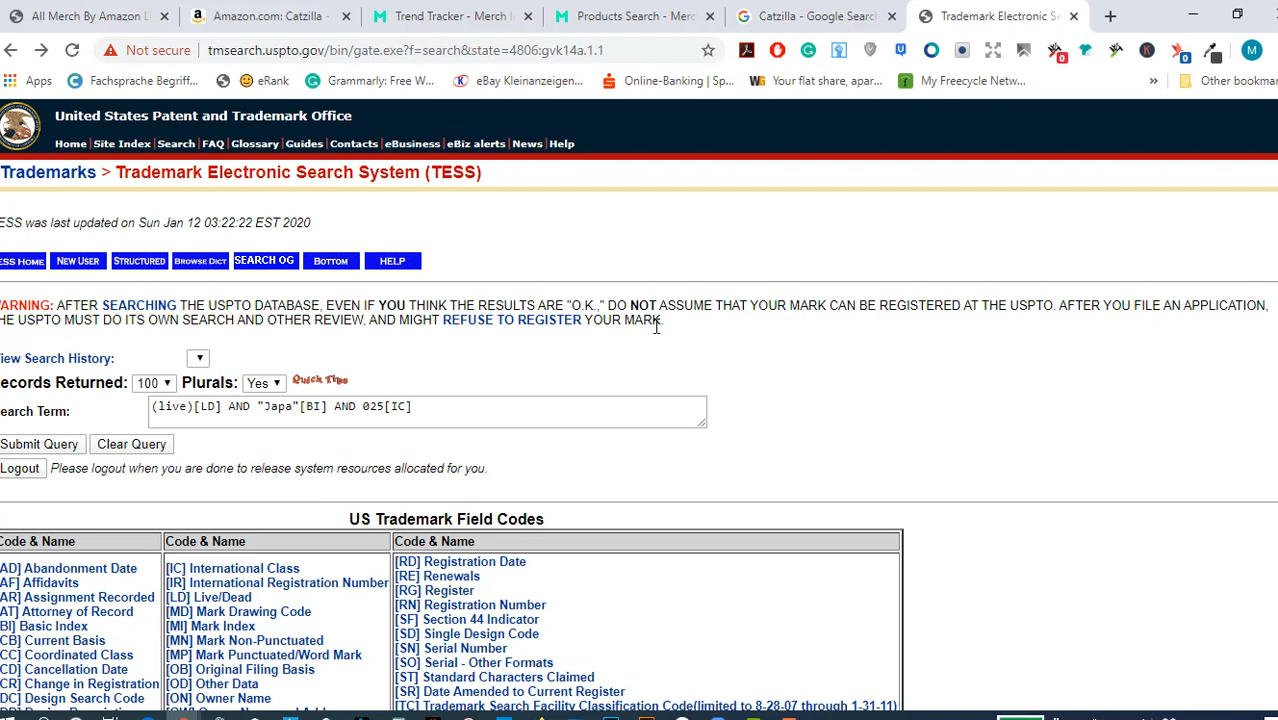 All Merch By Amazon L
Amazon.com: Catzilla -
Trend Tracker - Merch I
Products Search - Merc
Catzilla - Google Search
Trademark Electronic Se
Not secure
tmsearch.uspto.gov/bin/gate.exe?f=search&state=4806:gvk14a.1.1
M
Apps
Fachsprache Begriff...
eRank
Grammarly: Free W...
eBay Kleinanzeigen...
Online-Banking | Sp...
Your flat share, apar...
My Freecycle Netw...
»
Other bookmar
United States Patent and Trademark Office
Home | Site Index | Search | FAQ | Glossary | Guides | Contacts | eBusiness | eBiz alerts | News | Help
Trademarks > Trademark Electronic Search System (TESS)
ESS was last updated on Sun Jan 12 03:22:22 EST 2020
ESS HOME NEW USER STRUCTURED BROWSE DICT SEARCH OG BOTTOM HELP
ARNING: AFTER SEARCHING THE USPTO DATABASE, EVEN IF YOU THINK THE RESULTS ARE "O.K.," DO NOT ASSUME THAT YOUR MARK CAN BE REGISTERED AT THE USPTO. AFTER YOU FILE AN APPLICATION,
HE USPTO MUST DO ITS OWN SEARCH AND OTHER REVIEW, AND MIGHT REFUSE TO REGISTER YOUR MARK.
iew Search History:
ecords Returned: 100 Plurals: Yes Quick Tips
earch Term: (live)[LD] AND "Japa"[BI] AND 025[IC]
Submit Query Clear Query
Logout Please logout when you are done to release system resources allocated for you.
US Trademark Field Codes
Code & Name Code & Name Code & Name
AD] Abandonment Date
AF] Affidavits
AR] Assignment Recorded
AT] Attorney of Record
BI] Basic Index
CB] Current Basis
CC] Coordinated Class
CD] Cancellation Date
CR] Change in Registration
DC] Design Search Code
[IC] International Class
[IR] International Registration Number
[LD] Live/Dead
[MD] Mark Drawing Code
[MI] Mark Index
[MN] Mark Non-Punctuated
[MP] Mark Punctuated/Word Mark
[OB] Original Filing Basis
[OD] Other Data
[ON] Owner Name
[RD] Registration Date
[RE] Renewals
[RG] Register
[RN] Registration Number
[SF] Section 44 Indicator
[SD] Single Design Code
[SN] Serial Number
[SO] Serial - Other Formats
[ST] Standard Characters Claimed
[SR] Date Amended to Current Register
[TC] Trademark Search Facility Classification Code(limited to 8-28-07 through 1-31-11)